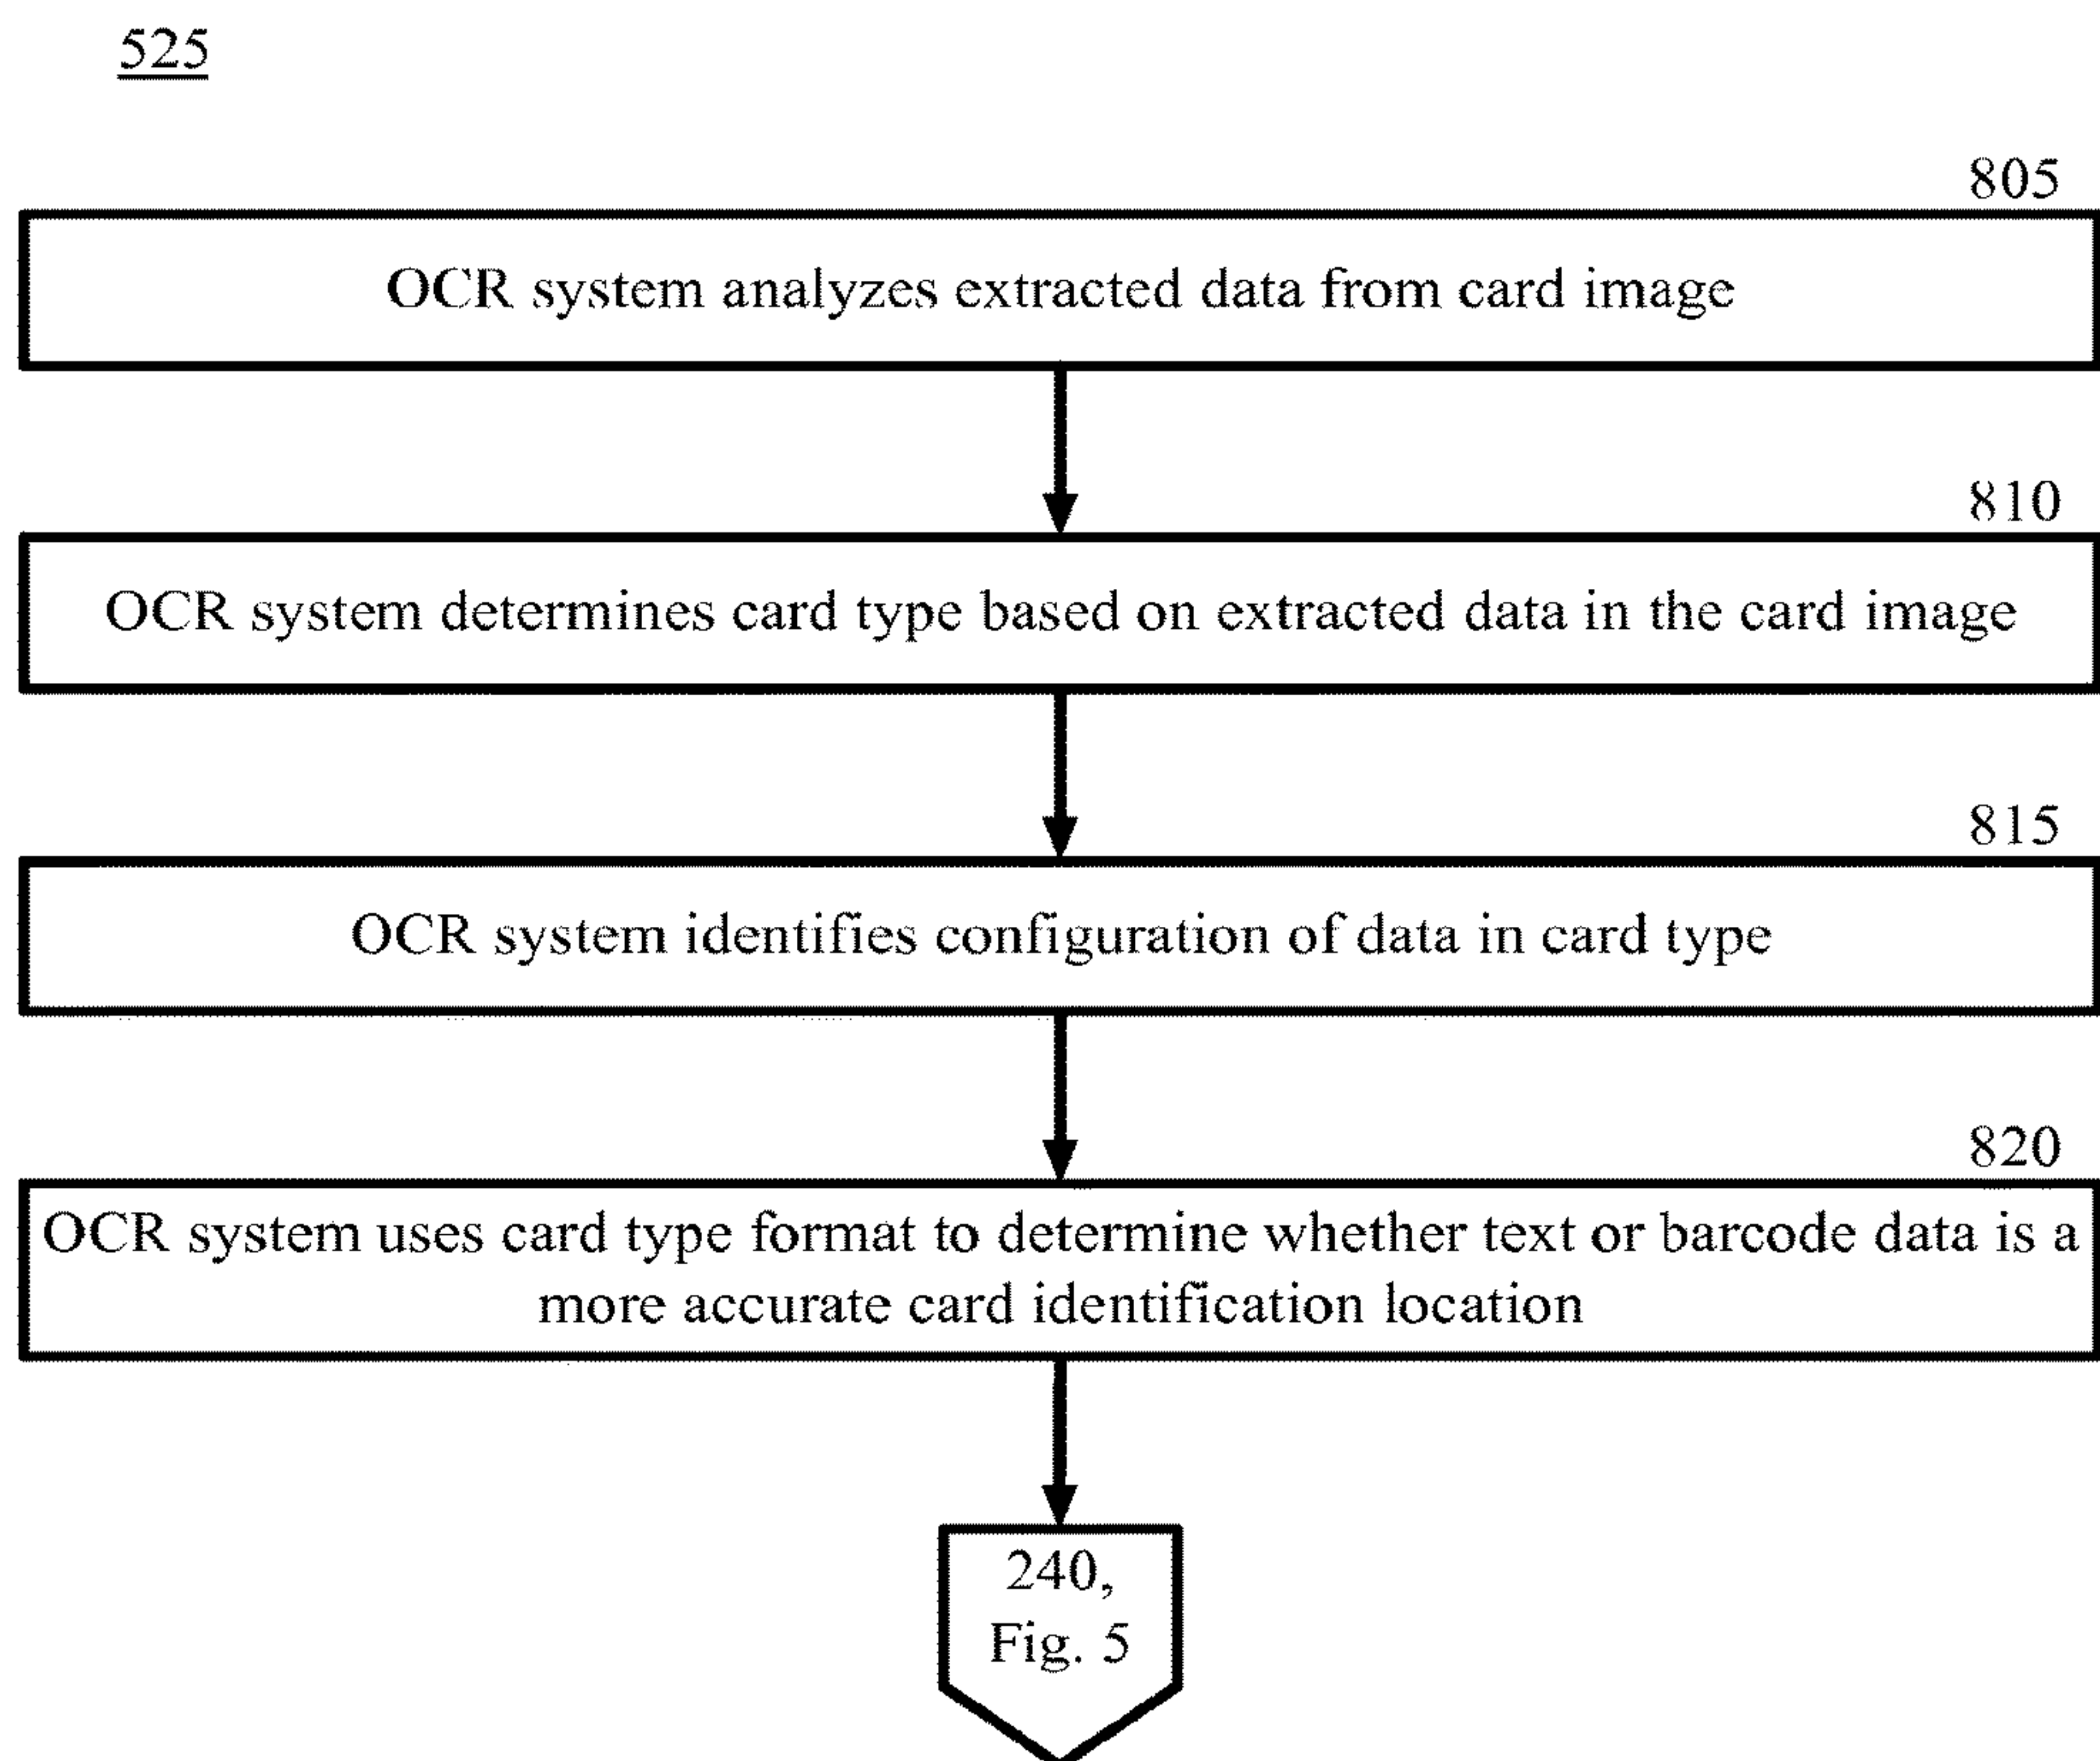 525
805
OCR system analyzes extracted data from card image
810
OCR system determines card type based on extracted data in the card image
815
OCR system identifies configuration of data in card type
820
OCR system uses card type format to determine whether text or barcode data is a
more accurate card identification location
240,
Fig. 5